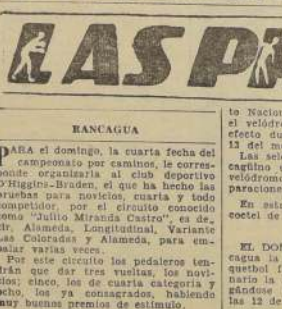 LAS P
RANCAGUA
PARA el domingo, la cuarta fecha del
campeonato por caminos, le corres-
ponde organizarla al club deportivo
O'Higgins-Braden, el que ha hecho las
pruebas para novicios, cuarta y todo
competidor, por el circuito conocido
como "Julio Miranda Castro", es de-
cir, Alameda, Longitudinal, Variante
Las Coloradas y Alameda, para em-
palar varias veces.
Por este circuito los pedaleros ten-
drán que dar tres vueltas, los novi-
cios; cinco, los de cuarta categoría y
ocho, los ya consagrados, habiendo
muy buenos premios de estímulo.
to Nacion
el velódro
efecto du
13 del m
Las sele
cagüino
velódromo
paracione
En esta
coctel de
EL DO
cagua la
quetbol f
nario la
gándose
las 12 de